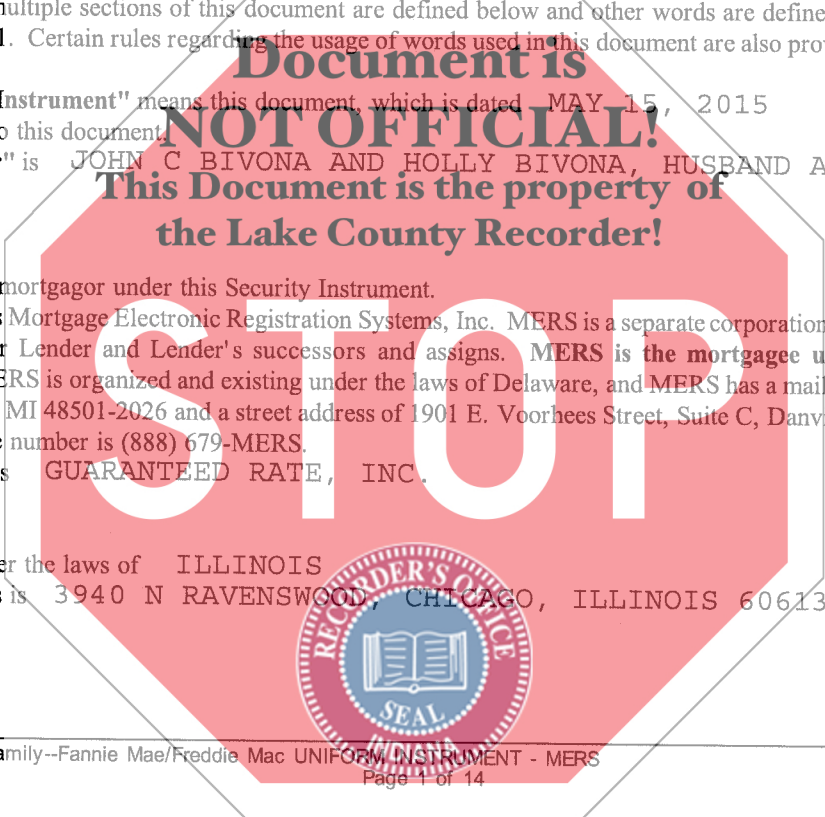 ultiple sections of this document are defined below and other words are define
. Certain rules regarding the usage of words used in this document are also pro
Document is
Instrument" means this document, which is dated MAY 15, 2015
NOT OFFICIAL!
o this document.
" is JOHN C BIVONA AND HOLLY BIVONA, HUSBAND A
This Document is the property of
the Lake County Recorder!
mortgagor under this Security Instrument.
s Mortgage Electronic Registration Systems, Inc. MERS is a separate corporation
r Lender and Lender's successors and assigns. MERS is the mortgagee u
ERS is organized and existing under the laws of Delaware, and MERS has a mail
MI 48501-2026 and a street address of 1901 E. Voorhees Street, Suite C, Danvi
number is (888) 679-MERS.
STOP
s GUARANTEED RATE, INC.
er the laws of ILLINOIS
s is 3940 N RAVENSWOOD, CHICAGO, ILLINOIS 60613
RECORDER'S OFFICE
SEAL
INDIANA
amily--Fannie Mae/Freddie Mac UNIFORM INSTRUMENT - MERS
Page 1 of 14